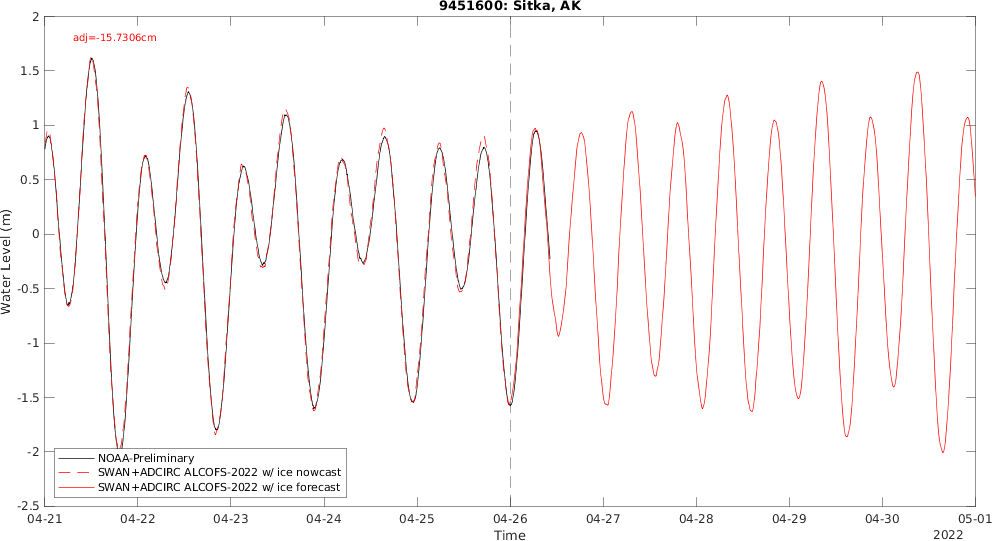 9451600: Sitka, AK
adj=-15.7306cm
Water Level (m)
2
1.5
1
0.5
0
-0.5
-1
-1.5
-2
-2.5
NOAA-Preliminary
SWAN+ADCIRC ALCOFS-2022 w/ ice nowcast
SWAN+ADCIRC ALCOFS-2022 w/ ice forecast
04-21 04-22 04-23 04-24 04-25 04-26 04-27 04-28 04-29 04-30 05-01
Time
2022